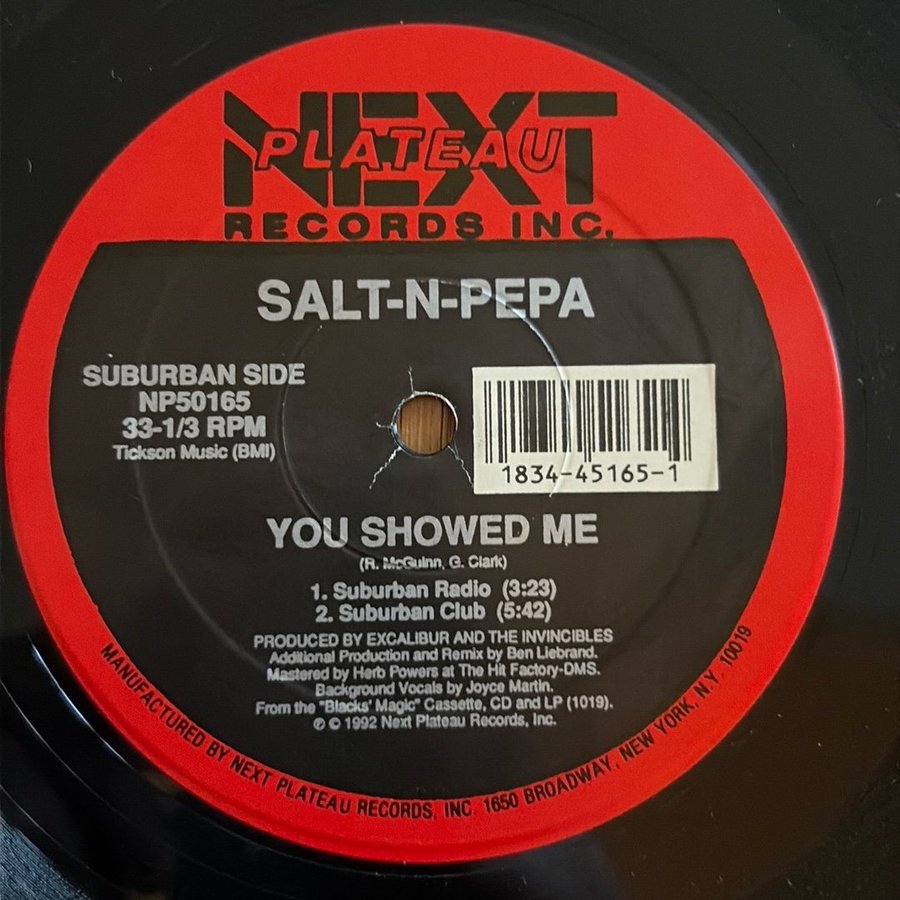 NEXT
PLATEAU
RECORDS INC.
SALT-N-PEPA
SUBURBAN SIDE
NP50165
33-1/3 RPM
Tickson Music (BMI)
1834-45165-1
YOU SHOWED ME
(R. McGuinn, G. Clark)
1. Suburban Radio (3:23)
2. Suburban Club (5:42)
PRODUCED BY EXCALIBUR AND THE INVINCIBLES
Additional Production and Remix by Ben Liebrand.
Mastered by Herb Powers at The Hit Factory-DMS.
Background Vocals by Joyce Martin.
From the "Blacks' Magic" Cassette, CD and LP (1019).
℗ © 1992 Next Plateau Records, Inc.
MANUFACTURED BY NEXT PLATEAU RECORDS, INC. 1650 BROADWAY, NEW YORK, N.Y. 10019